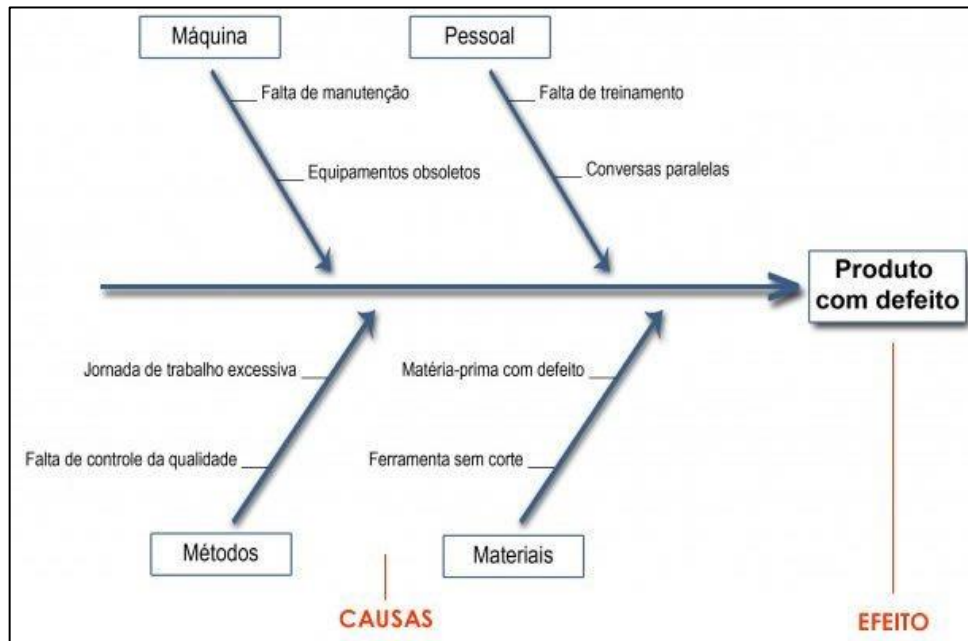 Máquina
Pessoal
Falta de manutenção
Falta de treinamento
Equipamentos obsoletos
Conversas paralelas
Produto
com defeito
Jornada de trabalho excessiva
Matéria-prima com defeito
Falta de controle da qualidade
Ferramenta sem corte
Métodos
Materiais
CAUSAS
EFEITO